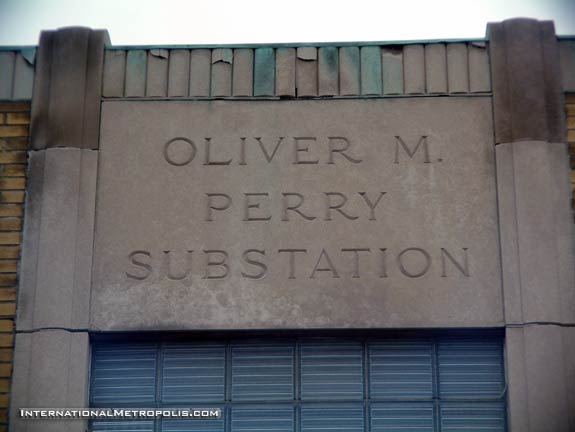 OLIVER M.
PERRY
SUBSTATION
INTERNATIONALMETROPOLIS.COM